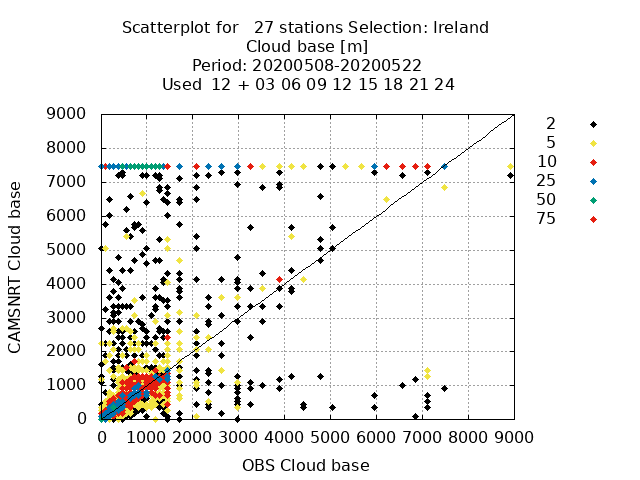 Scatterplot for   27 stations Selection: Ireland
Cloud base [m]
Period: 20200508-20200522
Used  12 + 03 06 09 12 15 18 21 24
CAMSNRT Cloud base
9000
8000
7000
6000
5000
4000
3000
2000
1000
0
0 1000 2000 3000 4000 5000 6000 7000 8000 9000
OBS Cloud base
2
5
10
25
50
75